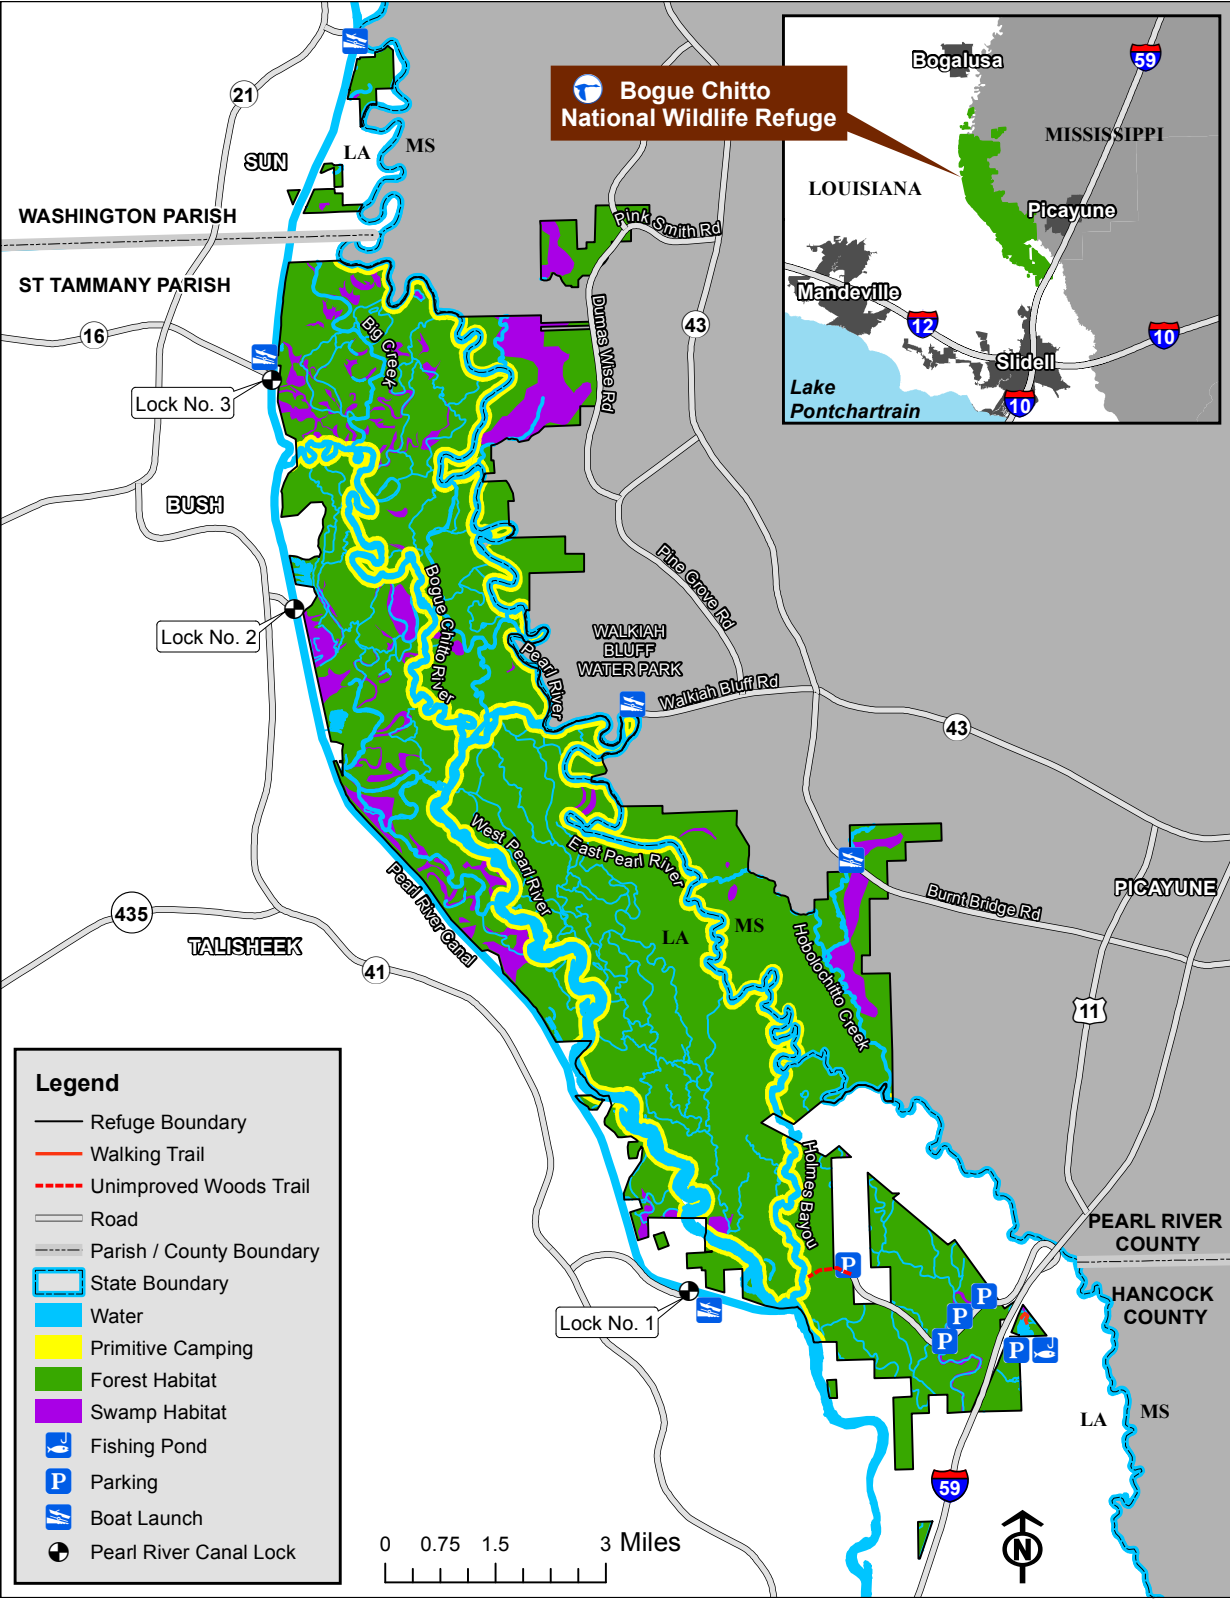 Bogue Chitto
National Wildlife Refuge
Bogalusa
59
MISSISSIPPI
LOUISIANA
Picayune
Mandeville
12
10
Slidell
10
Lake
Pontchartrain
21
SUN
LA
MS
WASHINGTON PARISH
ST TAMMANY PARISH
16
Lock No. 3
Big Creek
Pink Smith Rd
Dumas Wise Rd
43
BUSH
Lock No. 2
Bogue Chitto River
Pearl River
Pine Grove Rd
WALKIAH
BLUFF
WATER PARK
Walkiah Bluff Rd
43
West Pearl River
East Pearl River
Pearl River Canal
LA
MS
Hobolochitto Creek
Burnt Bridge Rd
PICAYUNE
11
435
TALISHEEK
41
Holmes Bayou
P
P
P
P
P
Lock No. 1
PEARL RIVER
COUNTY
HANCOCK
COUNTY
LA
MS
59
N
Legend
Refuge Boundary
Walking Trail
Unimproved Woods Trail
Road
Parish / County Boundary
State Boundary
Water
Primitive Camping
Forest Habitat
Swamp Habitat
Fishing Pond
P Parking
Boat Launch
Pearl River Canal Lock
0 0.75 1.5 3 Miles